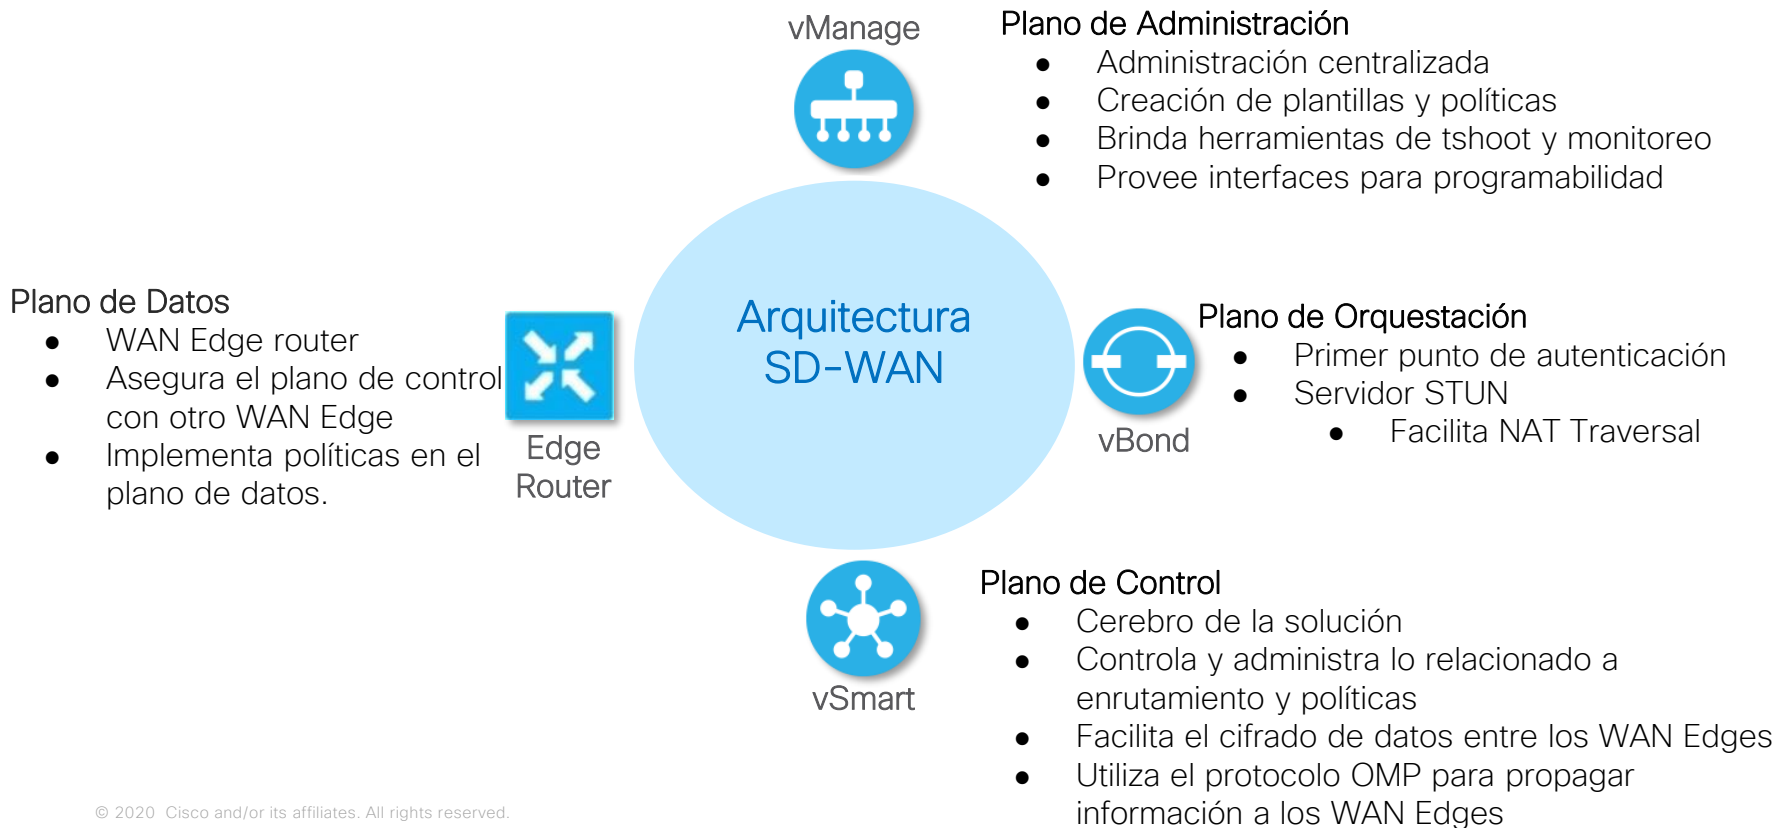 vManage
Plano de Administración
● Administración centralizada
● Creación de plantillas y políticas
● Brinda herramientas de tshoot y monitoreo
● Provee interfaces para programabilidad
Plano de Datos
● WAN Edge router
● Asegura el plano de control
con otro WAN Edge
● Implementa políticas en el
plano de datos.
Edge
Router
Arquitectura
SD-WAN
Plano de Orquestación
● Primer punto de autenticación
● Servidor STUN
● Facilita NAT Traversal
vBond
vSmart
Plano de Control
● Cerebro de la solución
● Controla y administra lo relacionado a
enrutamiento y políticas
● Facilita el cifrado de datos entre los WAN Edges
● Utiliza el protocolo OMP para propagar
información a los WAN Edges
© 2020 Cisco and/or its affiliates. All rights reserved.